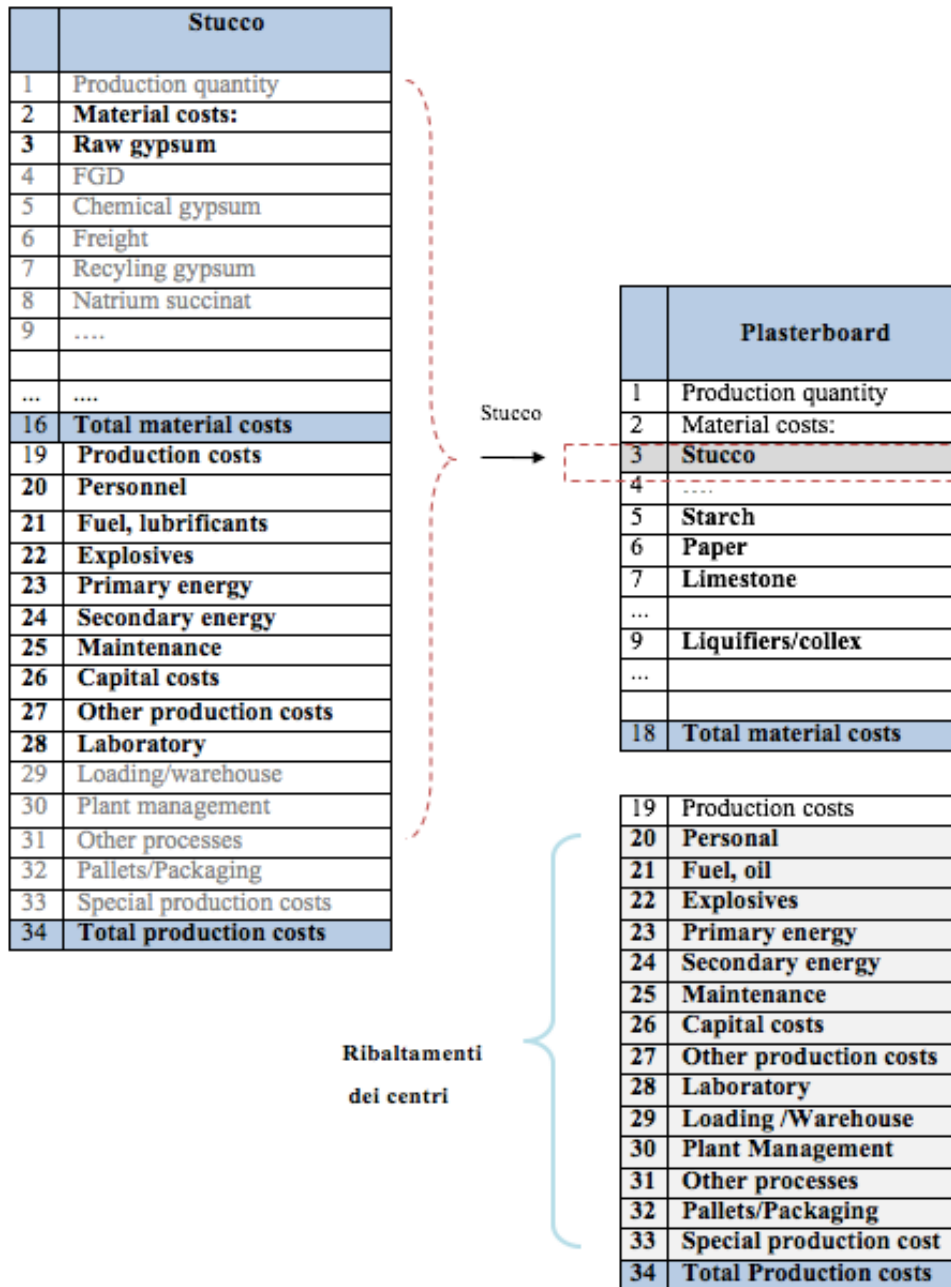 Stucco
1 Production quantity
2 Material costs:
3 Raw gypsum
4 FGD
5 Chemical gypsum
6 Freight
7 Recyling gypsum
8 Natrium succinat
9 ....
... ....
16 Total material costs
19 Production costs
20 Personnel
21 Fuel, lubrificants
22 Explosives
23 Primary energy
24 Secondary energy
25 Maintenance
26 Capital costs
27 Other production costs
28 Laboratory
29 Loading/warehouse
30 Plant management
31 Other processes
32 Pallets/Packaging
33 Special production costs
34 Total production costs
Stucco
Plasterboard
1 Production quantity
2 Material costs:
3 Stucco
4 ....
5 Starch
6 Paper
7 Limestone
...
9 Liquifiers/collex
...
18 Total material costs
19 Production costs
20 Personal
21 Fuel, oil
22 Explosives
23 Primary energy
24 Secondary energy
25 Maintenance
26 Capital costs
27 Other production costs
28 Laboratory
29 Loading /Warehouse
30 Plant Management
31 Other processes
32 Pallets/Packaging
33 Special production cost
34 Total Production costs
Ribaltamenti
dei centri